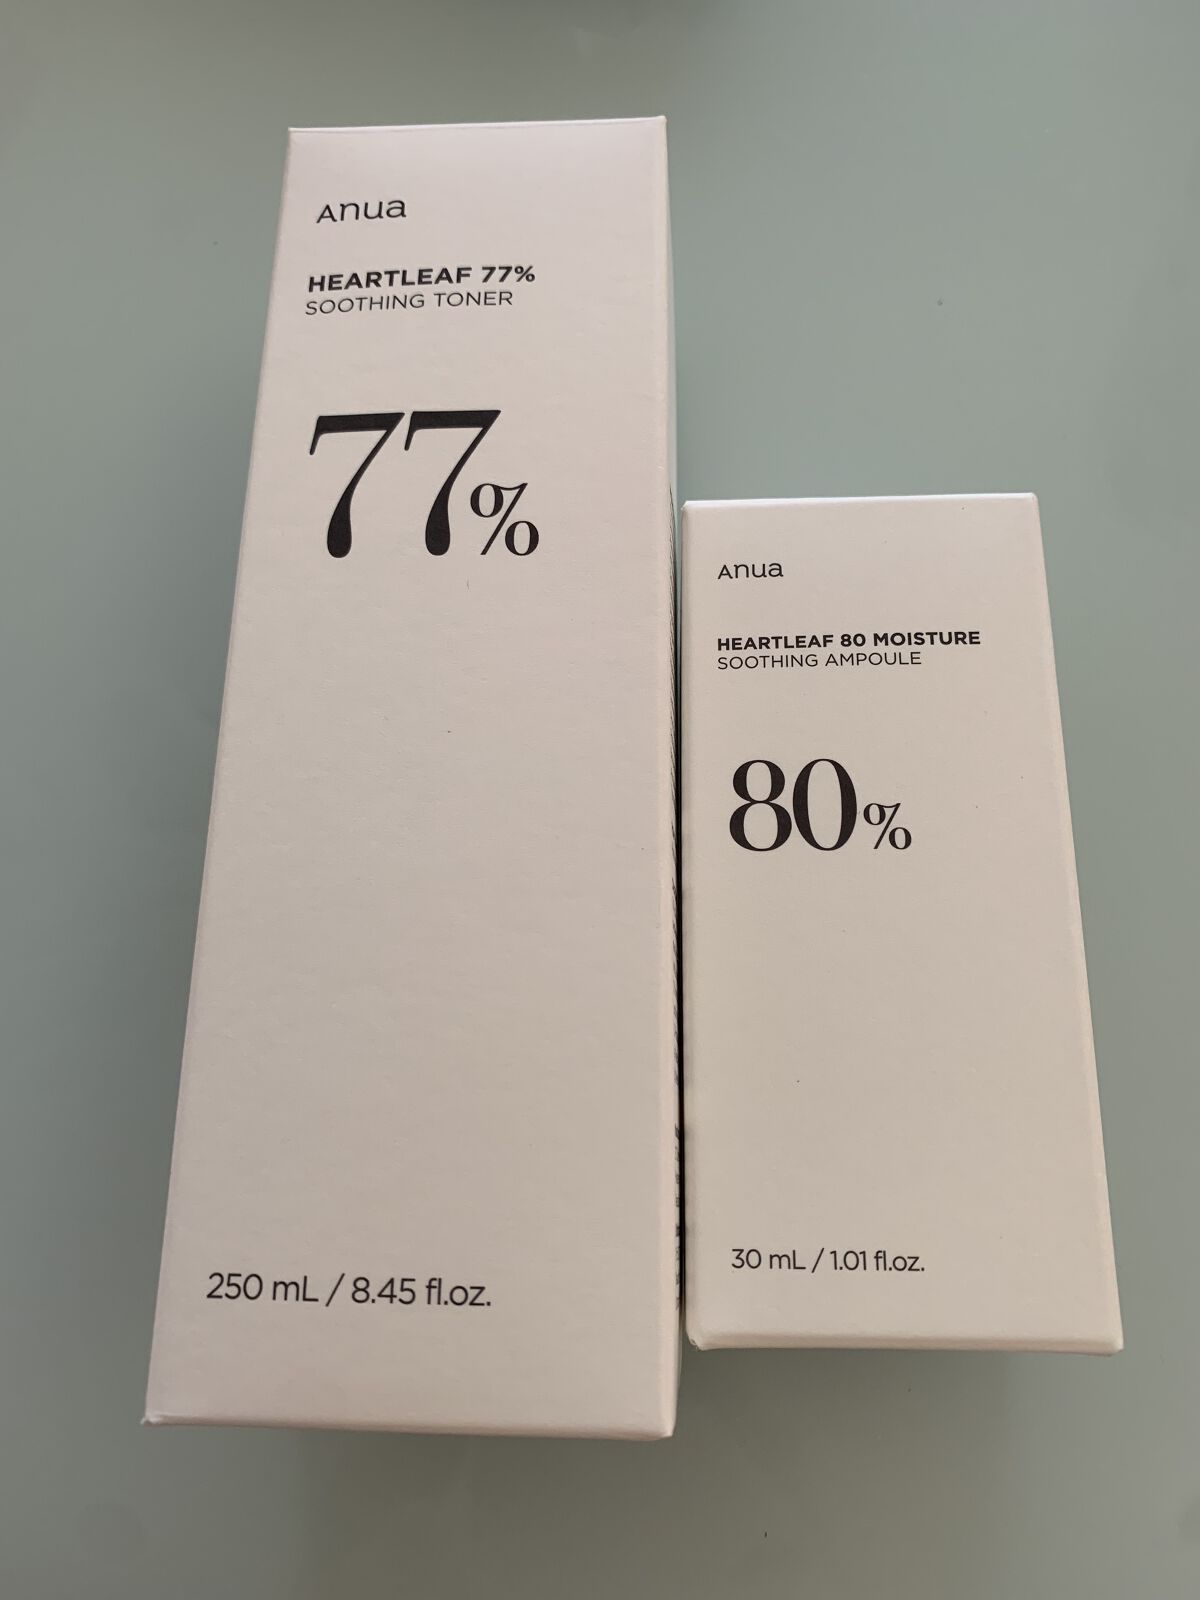 Anua
HEARTLEAF 77%
SOOTHING TONER
77%
250 mL / 8.45 fl.oz.
Anua
HEARTLEAF 80 MOISTURE
SOOTHING AMPOULE
80%
30 mL / 1.01 fl.oz.